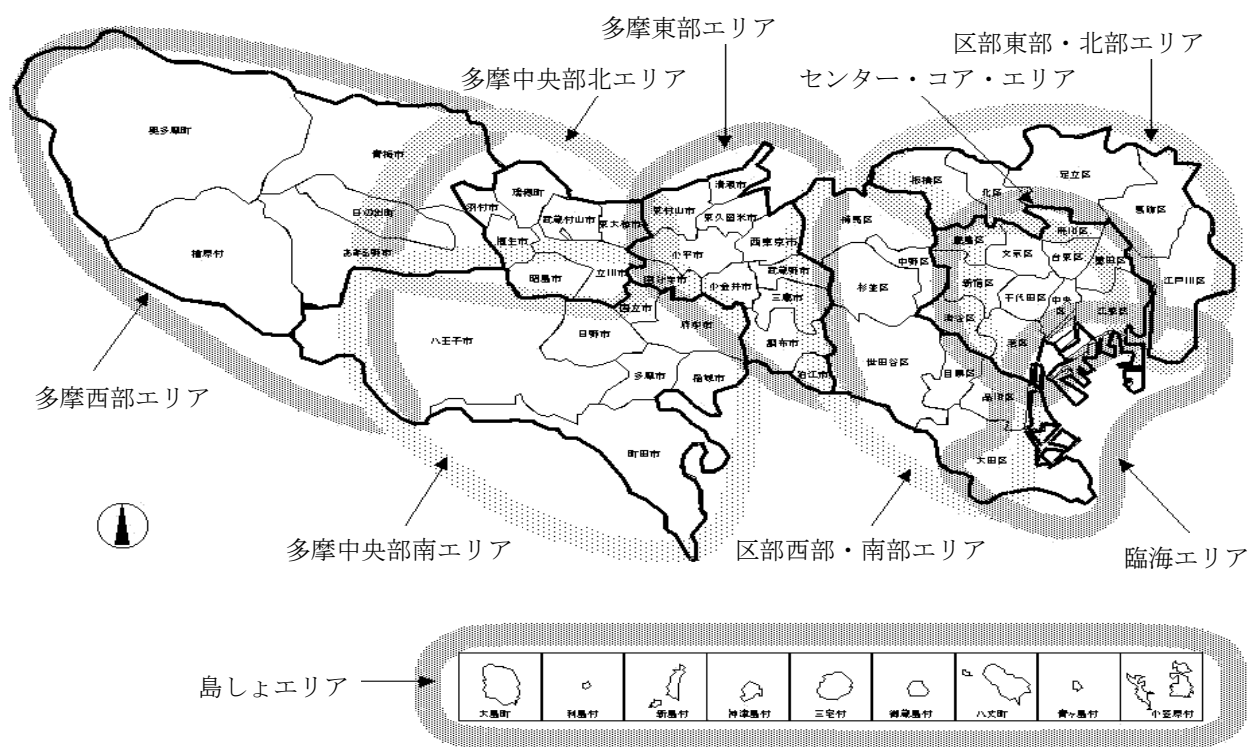 多摩東部エリア
区部東部・北部エリア
多摩中央部北エリア
センター・コア・エリア
奥多摩町
青梅市
日の出町
あきる野市
檜原村
瑞穂町
羽村市
武蔵村山市
東大和市
福生市
昭島市
立川市
清瀬市
東村山市
東久留米市
西東京市
小平市
国分寺市
小金井市
武蔵野市
三鷹市
調布市
狛江市
国立市
府中市
八王子市
日野市
多摩市
稲城市
町田市
板橋区
北区
足立区
葛飾区
練馬区
豊島区
文京区
荒川区
台東区
墨田区
江戸川区
中野区
杉並区
新宿区
千代田区
中央
区
江東区
渋谷区
港区
世田谷区
目黒区
品川区
大田区
多摩西部エリア
多摩中央部南エリア
区部西部・南部エリア
臨海エリア
島しょエリア
大島町
利島村
新島村
神津島村
三宅村
御蔵島村
八丈町
青ヶ島村
小笠原村